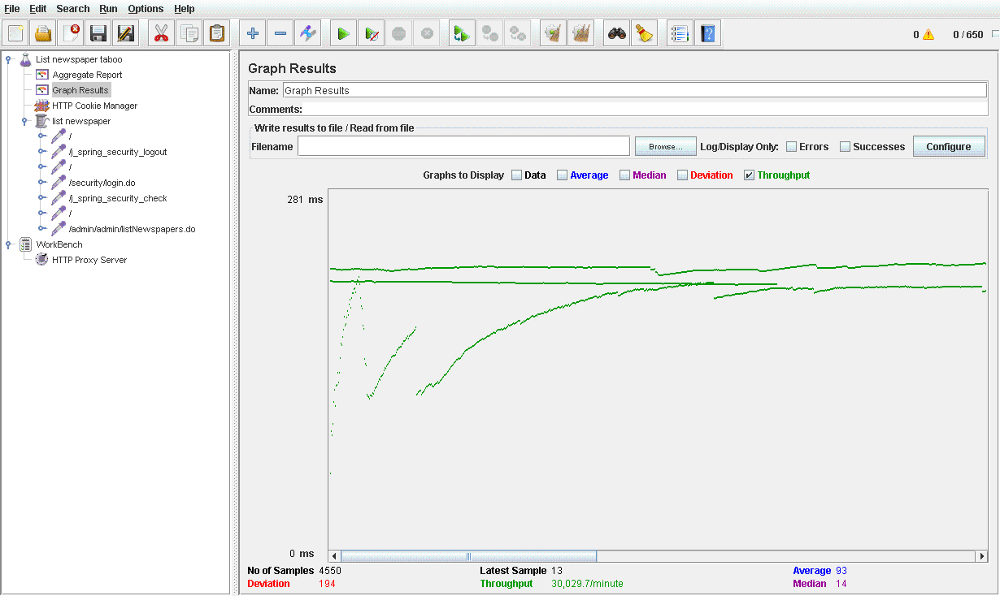 File Edit Search Run Options Help
0 0 / 650
List newspaper taboo
Aggregate Report
Graph Results
HTTP Cookie Manager
list newspaper
/
/j_spring_security_logout
/
/security/login.do
/j_spring_security_check
/
/admin/admin/listNewspapers.do
WorkBench
HTTP Proxy Server
Graph Results
Name: Graph Results
Comments:
Write results to file / Read from file
Filename Browse... Log/Display Only: Errors Successes Configure
Graphs to Display Data Average Median Deviation Throughput
281 ms
0 ms
No of Samples 4550 Latest Sample 13 Average 93
Deviation 194 Throughput 30,029.7/minute Median 14